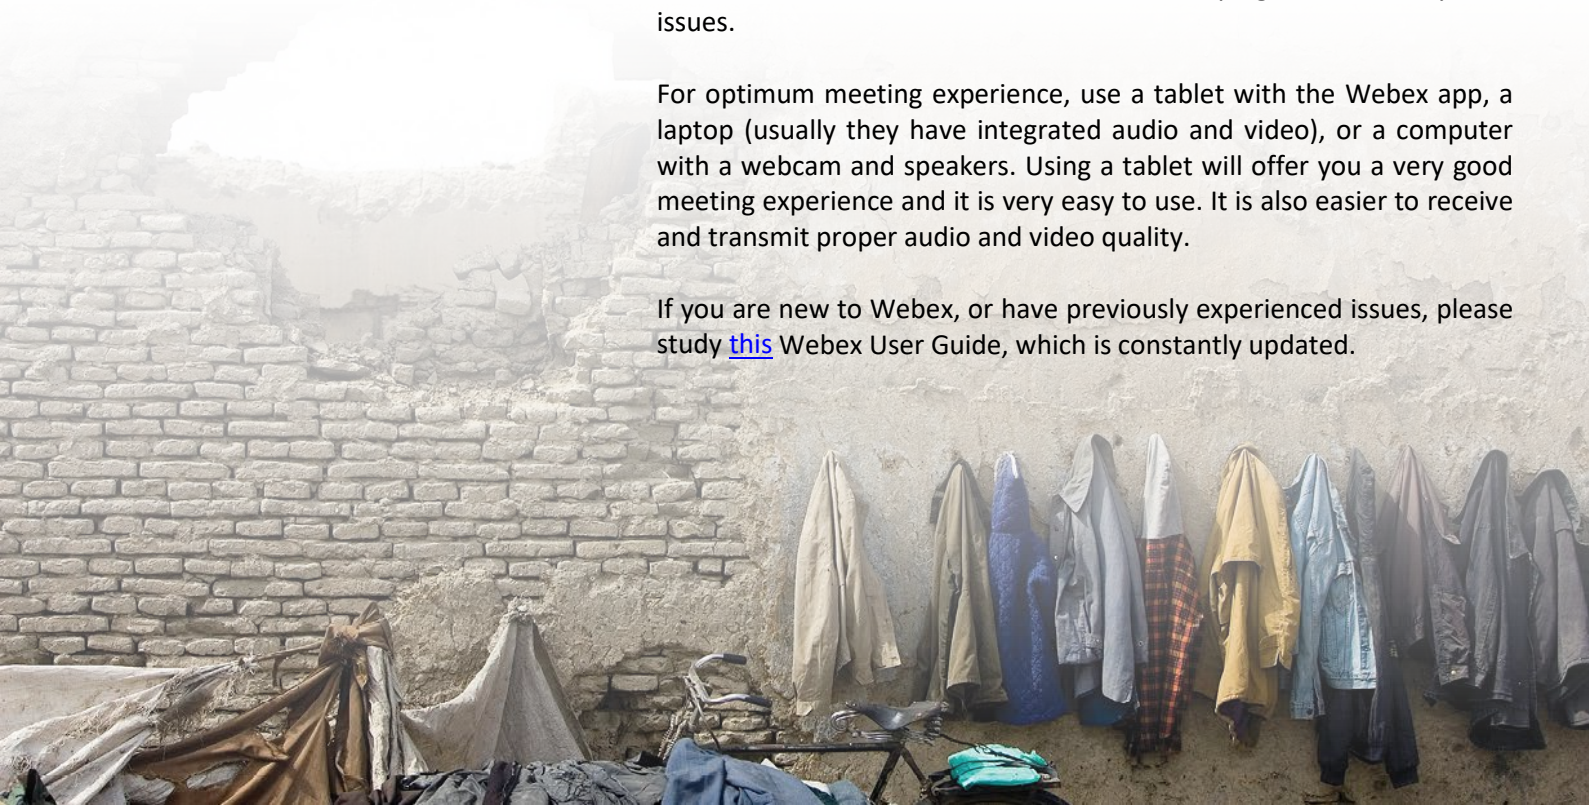 issues.
For optimum meeting experience, use a tablet with the Webex app, a
laptop (usually they have integrated audio and video), or a computer
with a webcam and speakers. Using a tablet will offer you a very good
meeting experience and it is very easy to use. It is also easier to receive
and transmit proper audio and video quality.
If you are new to Webex, or have previously experienced issues, please
study this Webex User Guide, which is constantly updated.